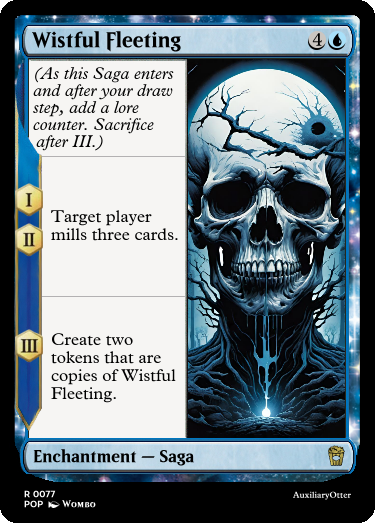 Wistful Fleeting 4
(As this Saga enters
and after your draw
step, add a lore
counter. Sacrifice
after III.)
I
II
Target player
mills three cards.
III
Create two
tokens that are
copies of Wistful
Fleeting.
Enchantment — Saga
R 0077
POP Wombo
AuxiliaryOtter